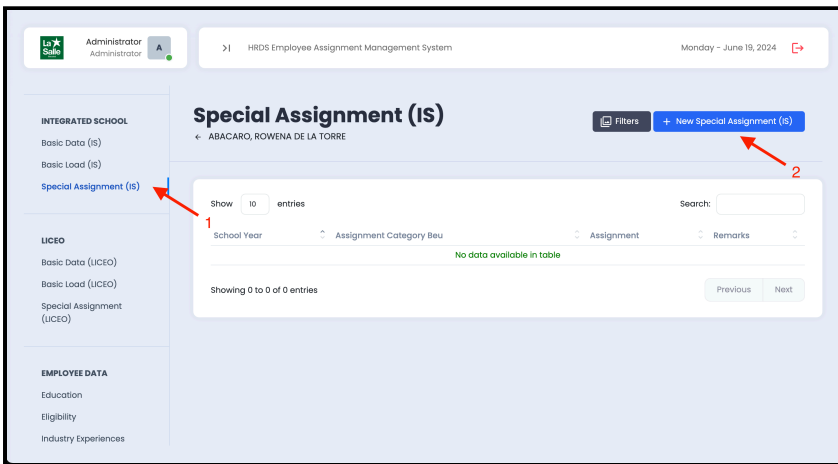 La Salle
Administrator
Administrator
A
HRDS Employee Assignment Management System
Monday - June 19, 2024
INTEGRATED SCHOOL
Basic Data (IS)
Basic Load (IS)
Special Assignment (IS)
1
LICEO
Basic Data (LICEO)
Basic Load (LICEO)
Special Assignment
(LICEO)
EMPLOYEE DATA
Education
Eligibility
Industry Experiences
Special Assignment (IS)
← ABACARO, ROWENA DE LA TORRE
Filters
+ New Special Assignment (IS)
2
Show 10 entries
Search:
School Year Assignment Category Beu Assignment Remarks
No data available in table
Showing 0 to 0 of 0 entries
Previous Next